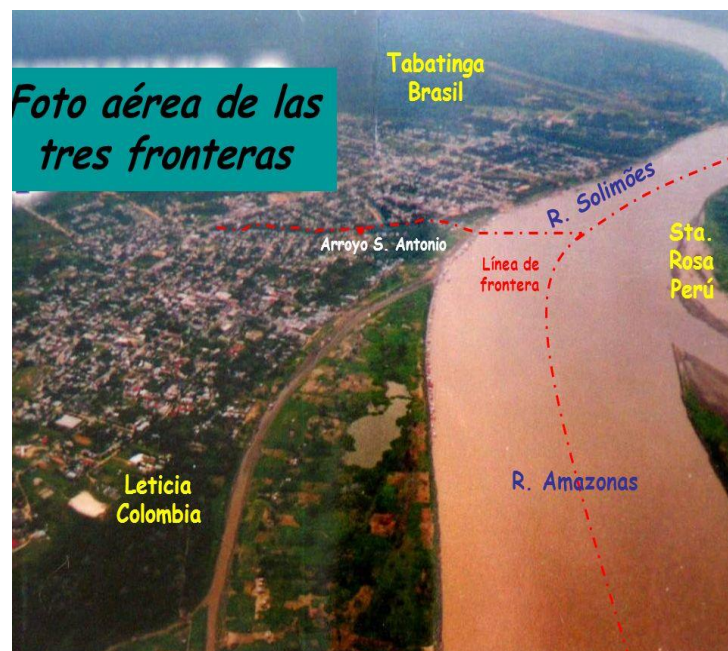 Foto aérea de las
tres fronteras
Tabatinga
Brasil
R. Solimões
Arroyo S. Antonio
Línea de
frontera
Sta.
Rosa
Perú
Leticia
Colombia
R. Amazonas